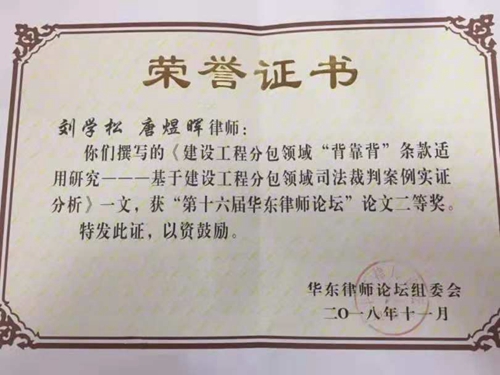 荣誉证书
刘学松 唐煜晖律师：
你们撰写的《建设工程分包领域“背靠背”条款适
用研究———基于建设工程分包领域司法裁判案例实证
分析》一文，获“第十六届华东律师论坛”论文二等奖。
特发此证，以资鼓励。
华东律师论坛组委会
二〇一八年十一月